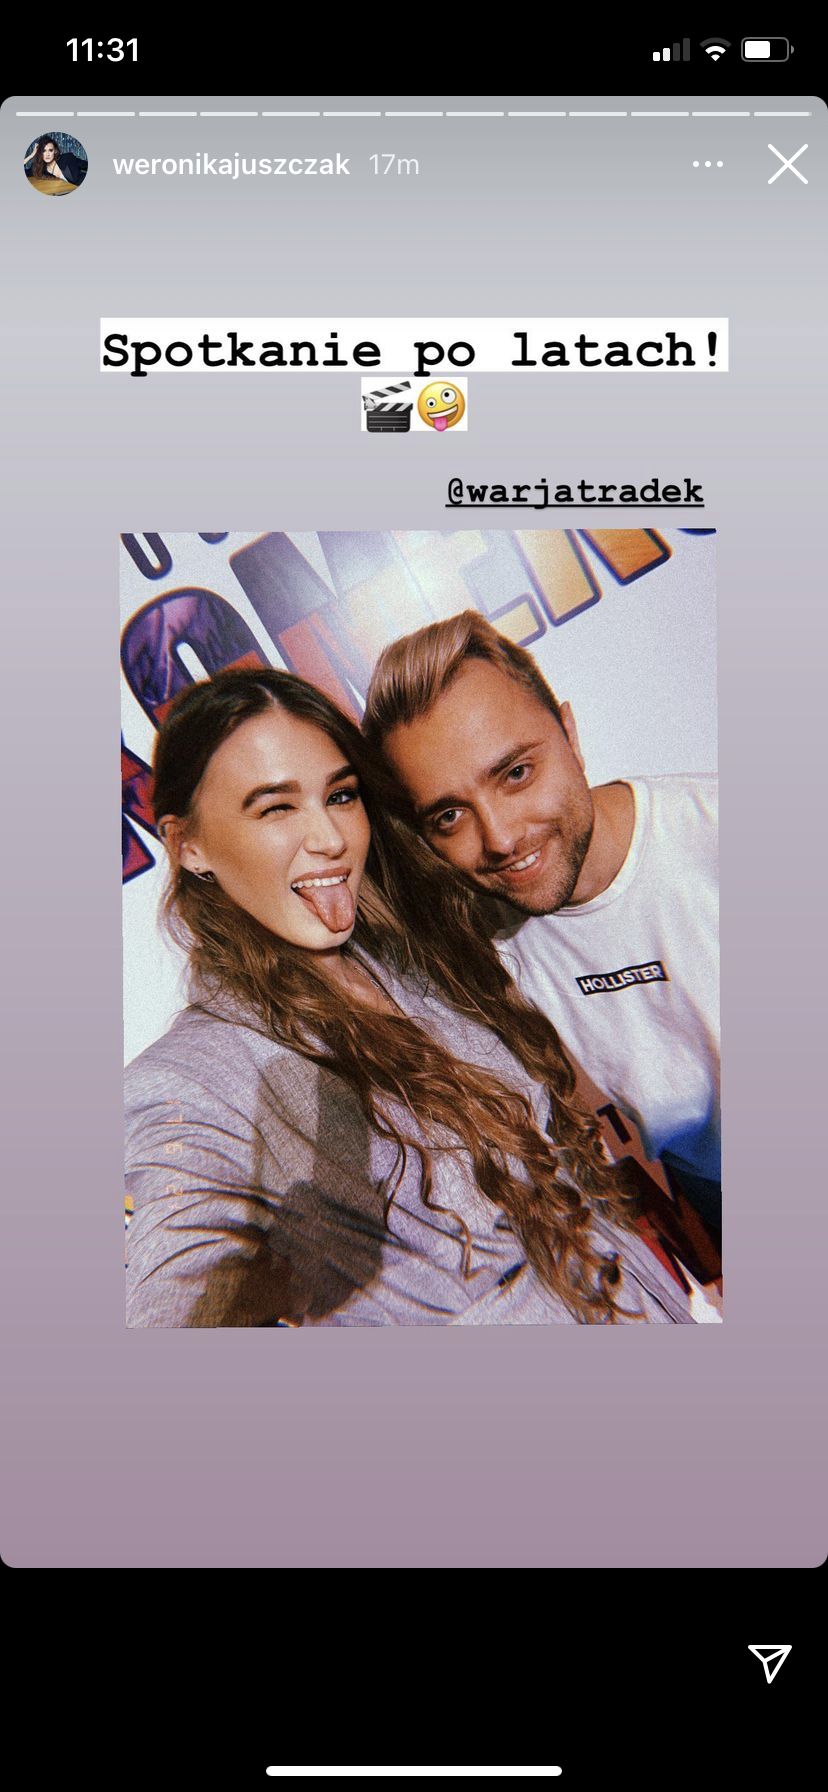 11:31
weronikajuszczak 17m
Spotkanie po latach!
🎬🤪
@warjatradek
HOLLISTER